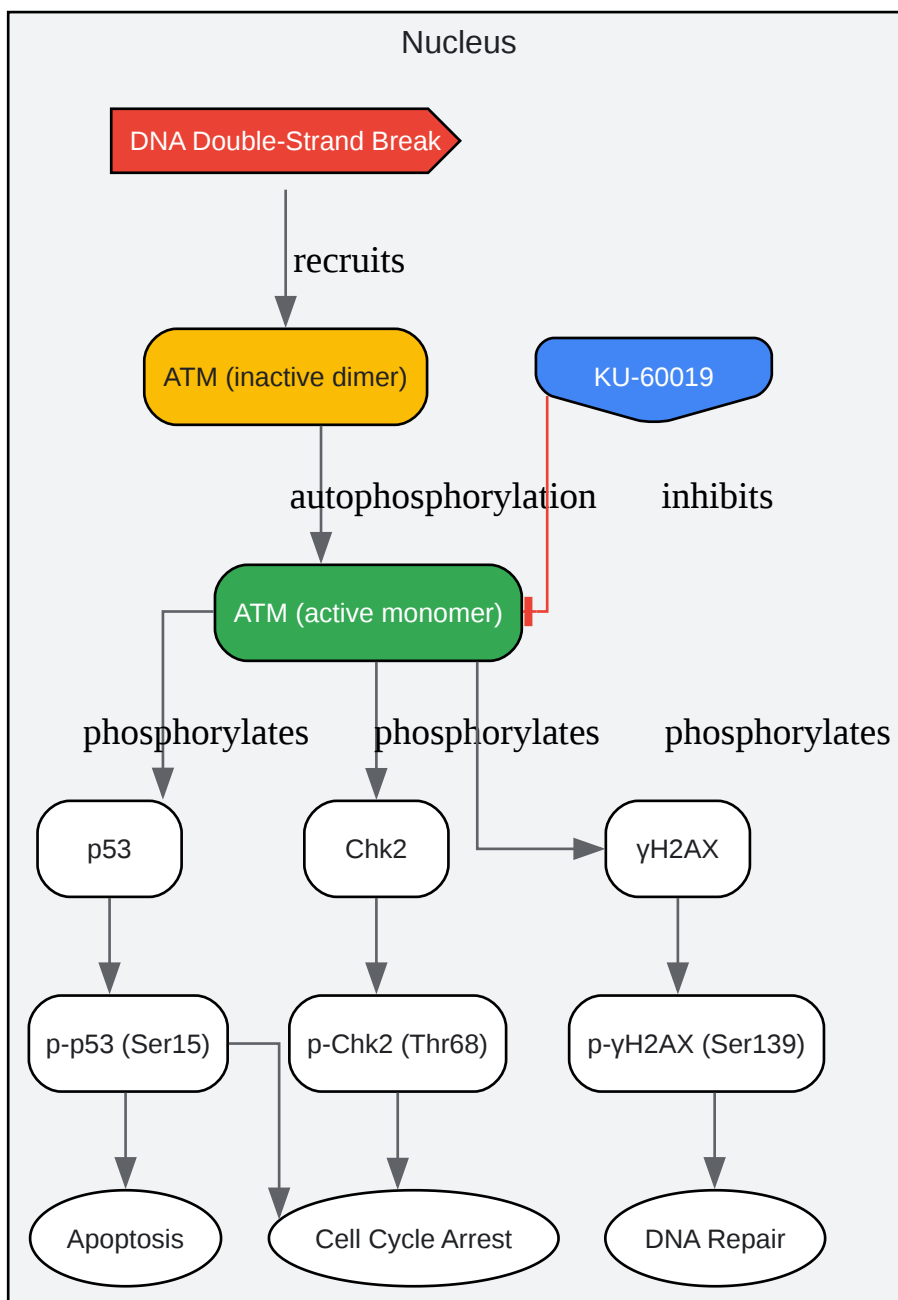 Nucleus
DNA Double-Strand Break
recruits
ATM (inactive dimer)
KU-60019
autophosphorylation
inhibits
ATM (active monomer)
phosphorylates
phosphorylates
phosphorylates
p53
Chk2
γH2AX
p-p53 (Ser15)
p-Chk2 (Thr68)
p-γH2AX (Ser139)
Apoptosis
Cell Cycle Arrest
DNA Repair